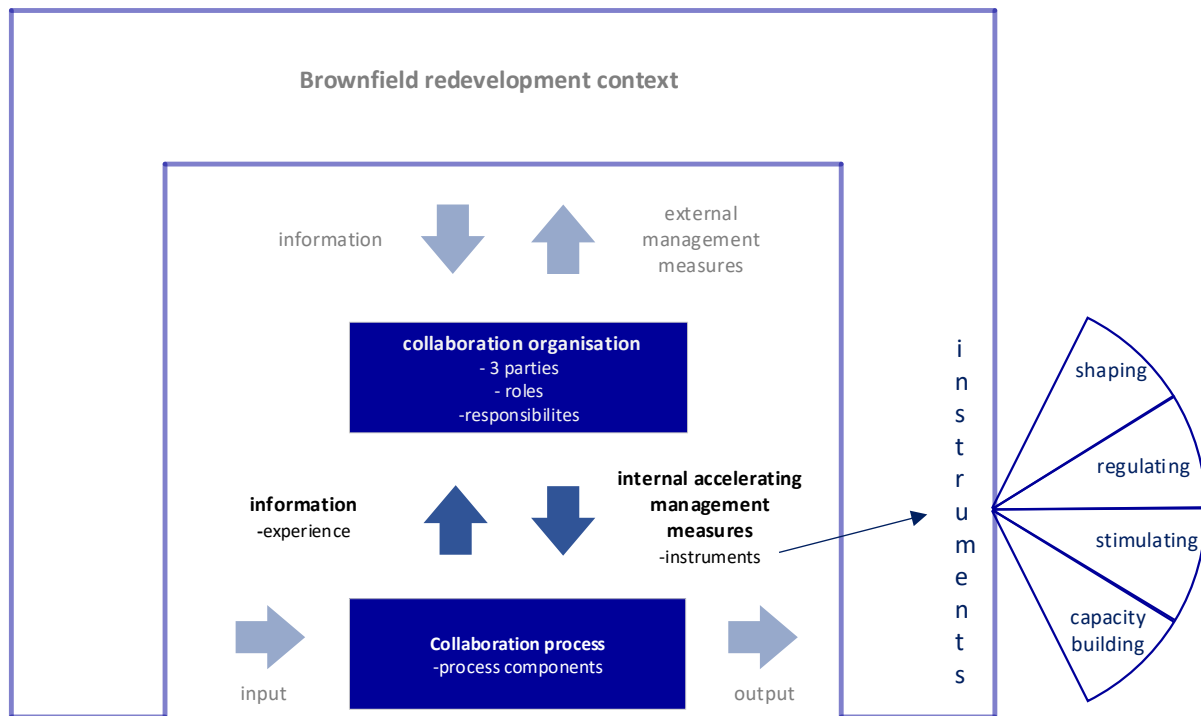 Brownfield redevelopment context
information
external
management
measures
collaboration organisation
- 3 parties
- roles
-responsibilites
information
-experience
internal accelerating
management
measures
-instruments
Collaboration process
-process components
input
output
instruments
shaping
regulating
stimulating
capacity
building